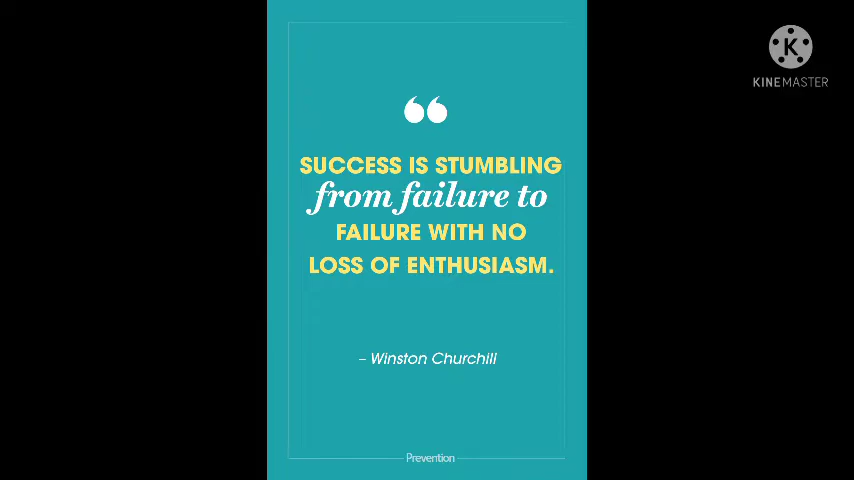 KINEMASTER
SUCCESS IS STUMBLING
from failure to
FAILURE WITH NO
LOSS OF ENTHUSIASM.
– Winston Churchill
Prevention